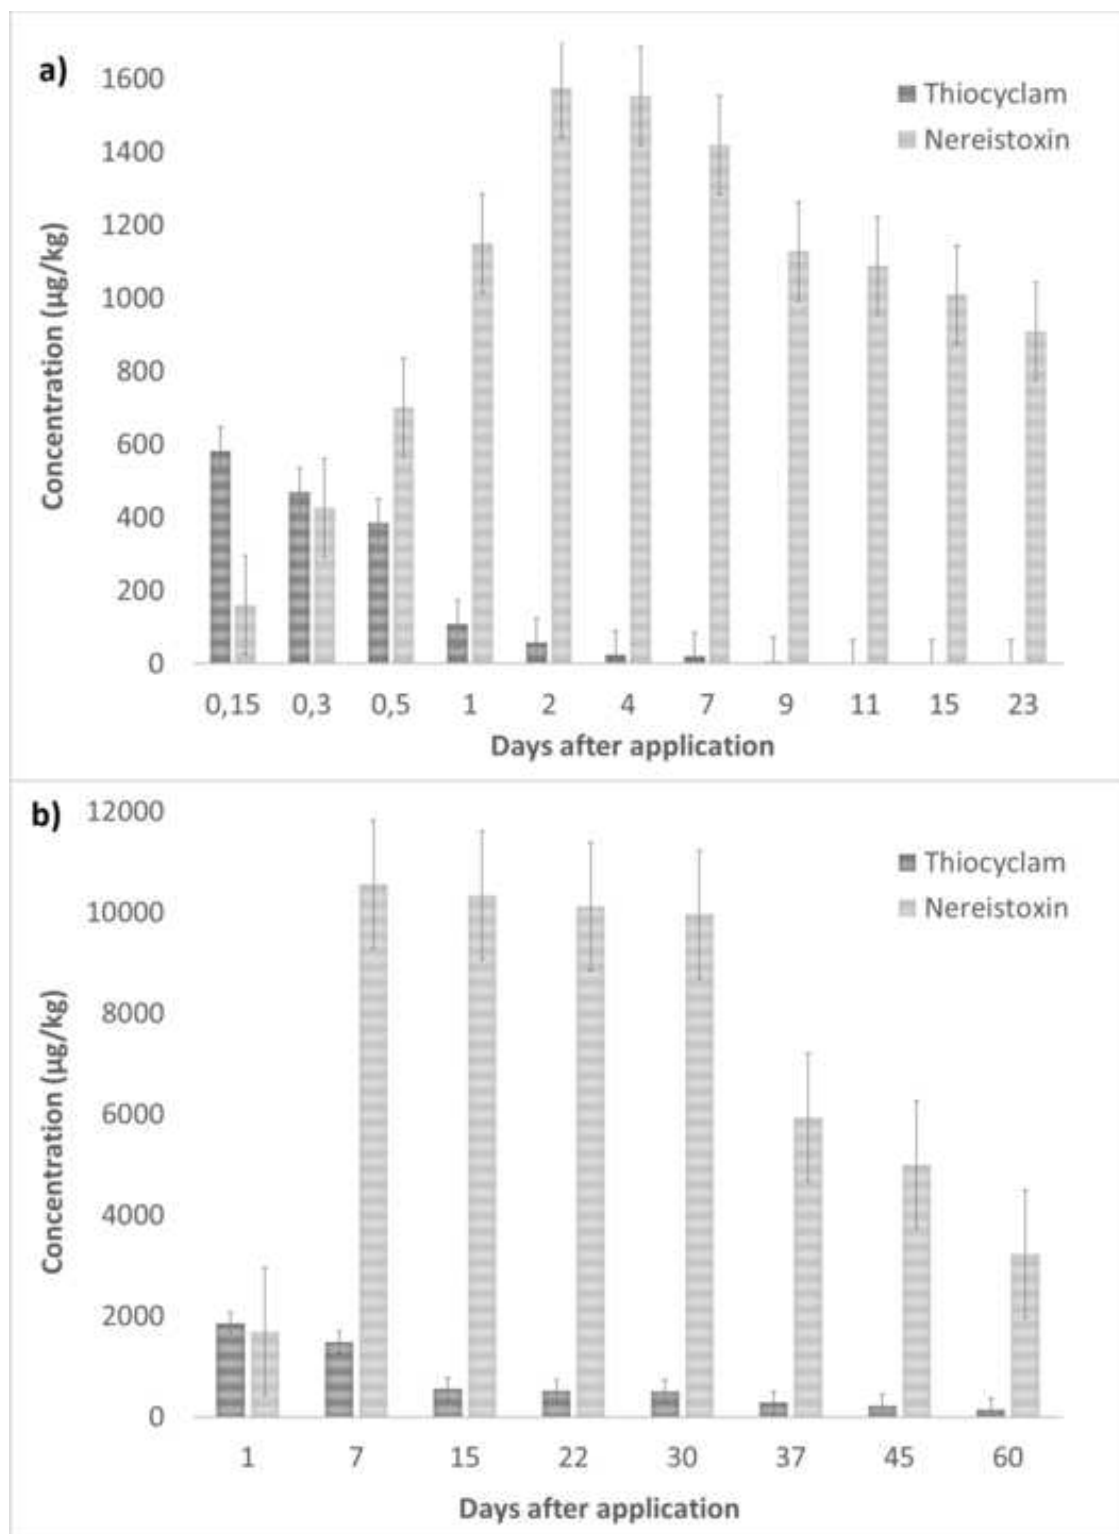 a)
1600
1400
1200
1000
800
600
400
200
0
Concentration (µg/kg)
Thiocyclam
Nereistoxin
0,15 0,3 0,5 1 2 4 7 9 11 15 23
Days after application
b)
12000
10000
8000
6000
4000
2000
0
Concentration (µg/kg)
Thiocyclam
Nereistoxin
1 7 15 22 30 37 45 60
Days after application